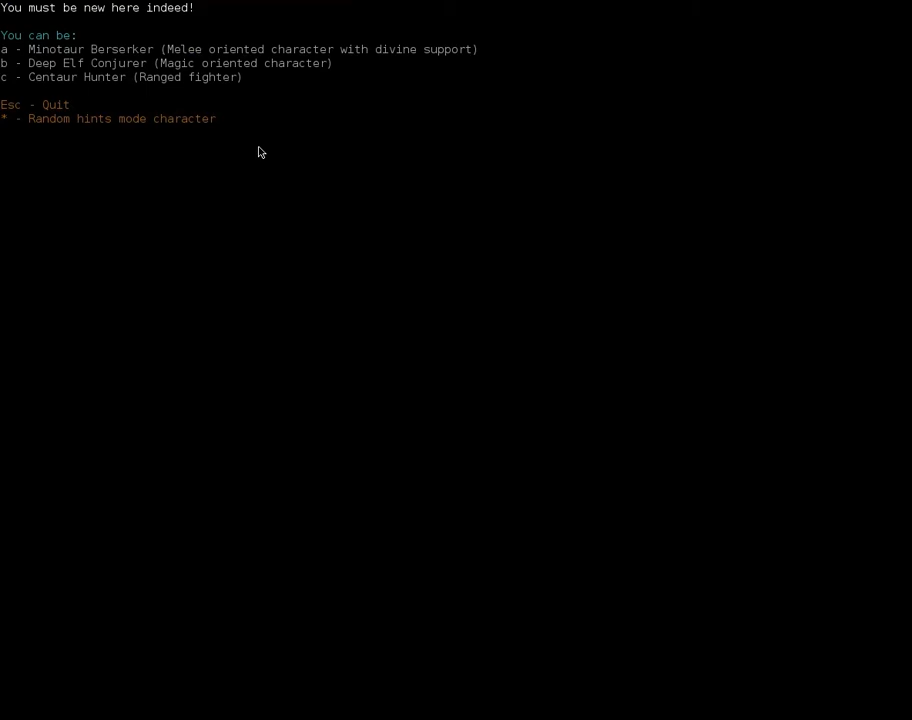 You must be new here indeed!
You can be:
a - Minotaur Berserker (Melee oriented character with divine support)
b - Deep Elf Conjurer (Magic oriented character)
c - Centaur Hunter (Ranged fighter)
Esc - Quit
* - Random hints mode character